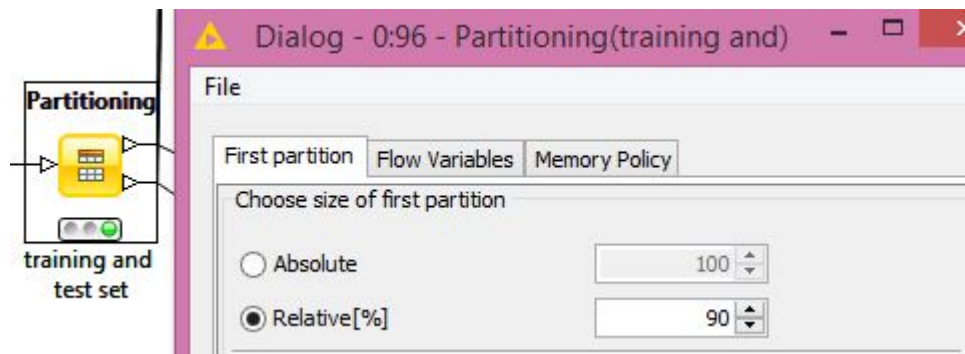 Partitioning
training and
test set
Dialog - 0:96 - Partitioning(training and)
File
First partition Flow Variables Memory Policy
Choose size of first partition
Absolute 100
Relative[%] 90